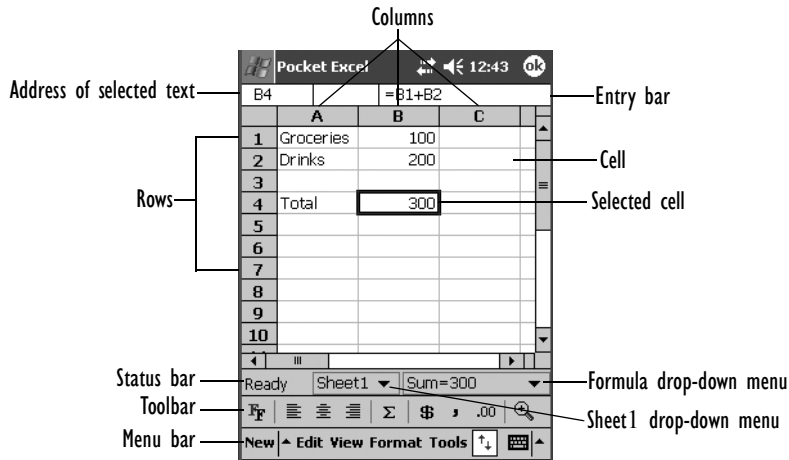 Columns
Pocket Excel 12:43 ok
Address of selected text
B4 =B1+B2
Entry bar
A B C
1 Groceries 100
2 Drinks 200
Cell
3
Rows
4 Total 300
Selected cell
5
6
7
8
9
10
Status bar
Ready Sheet1 Sum=300
Formula drop-down menu
Toolbar
FF Σ $ , .00
Sheet1 drop-down menu
Menu bar
New Edit View Format Tools